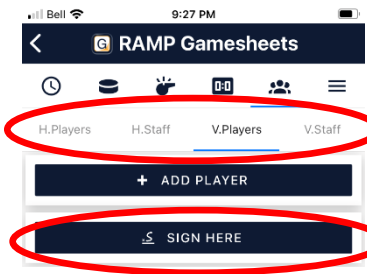 Bell 9:27 PM
G RAMP Gamesheets
0:0
H.Players H.Staff V.Players V.Staff
+ ADD PLAYER
S SIGN HERE